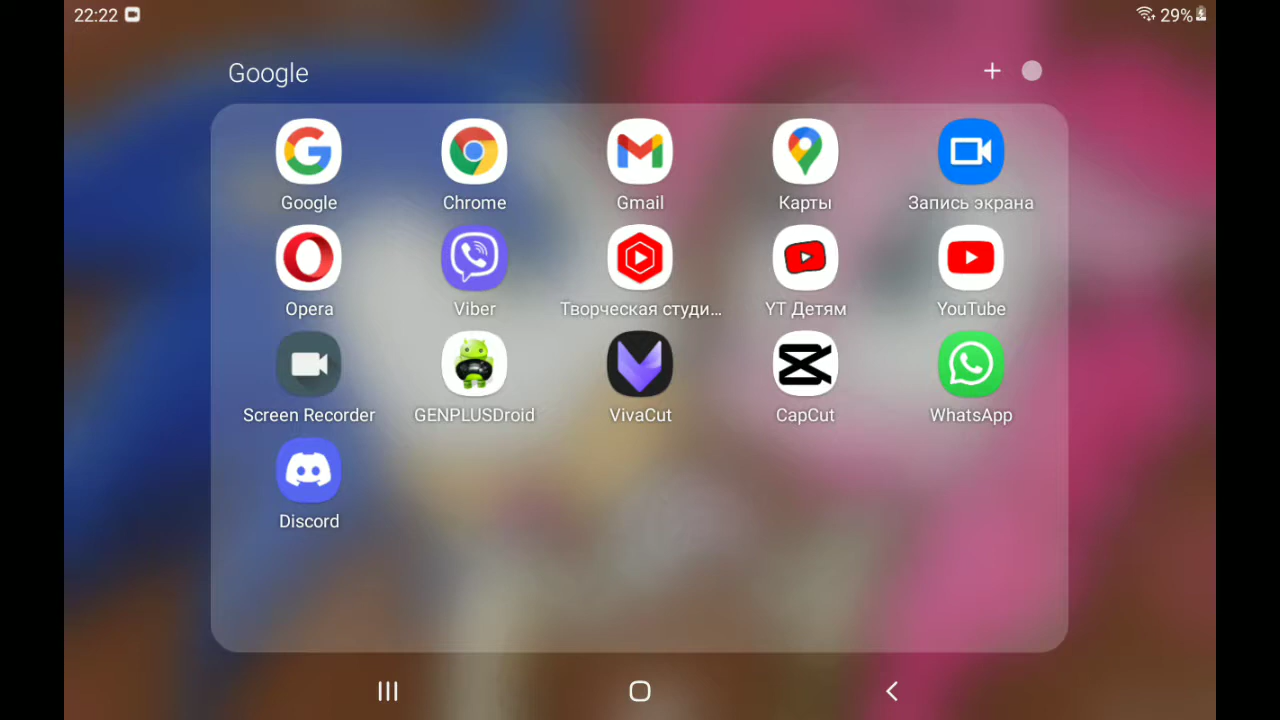 22:22
29%
Google
Google
Chrome
Gmail
Карты
Запись экрана
Opera
Viber
Творческая студи...
YT Детям
YouTube
Screen Recorder
GENPLUSDroid
VivaCut
CapCut
WhatsApp
Discord